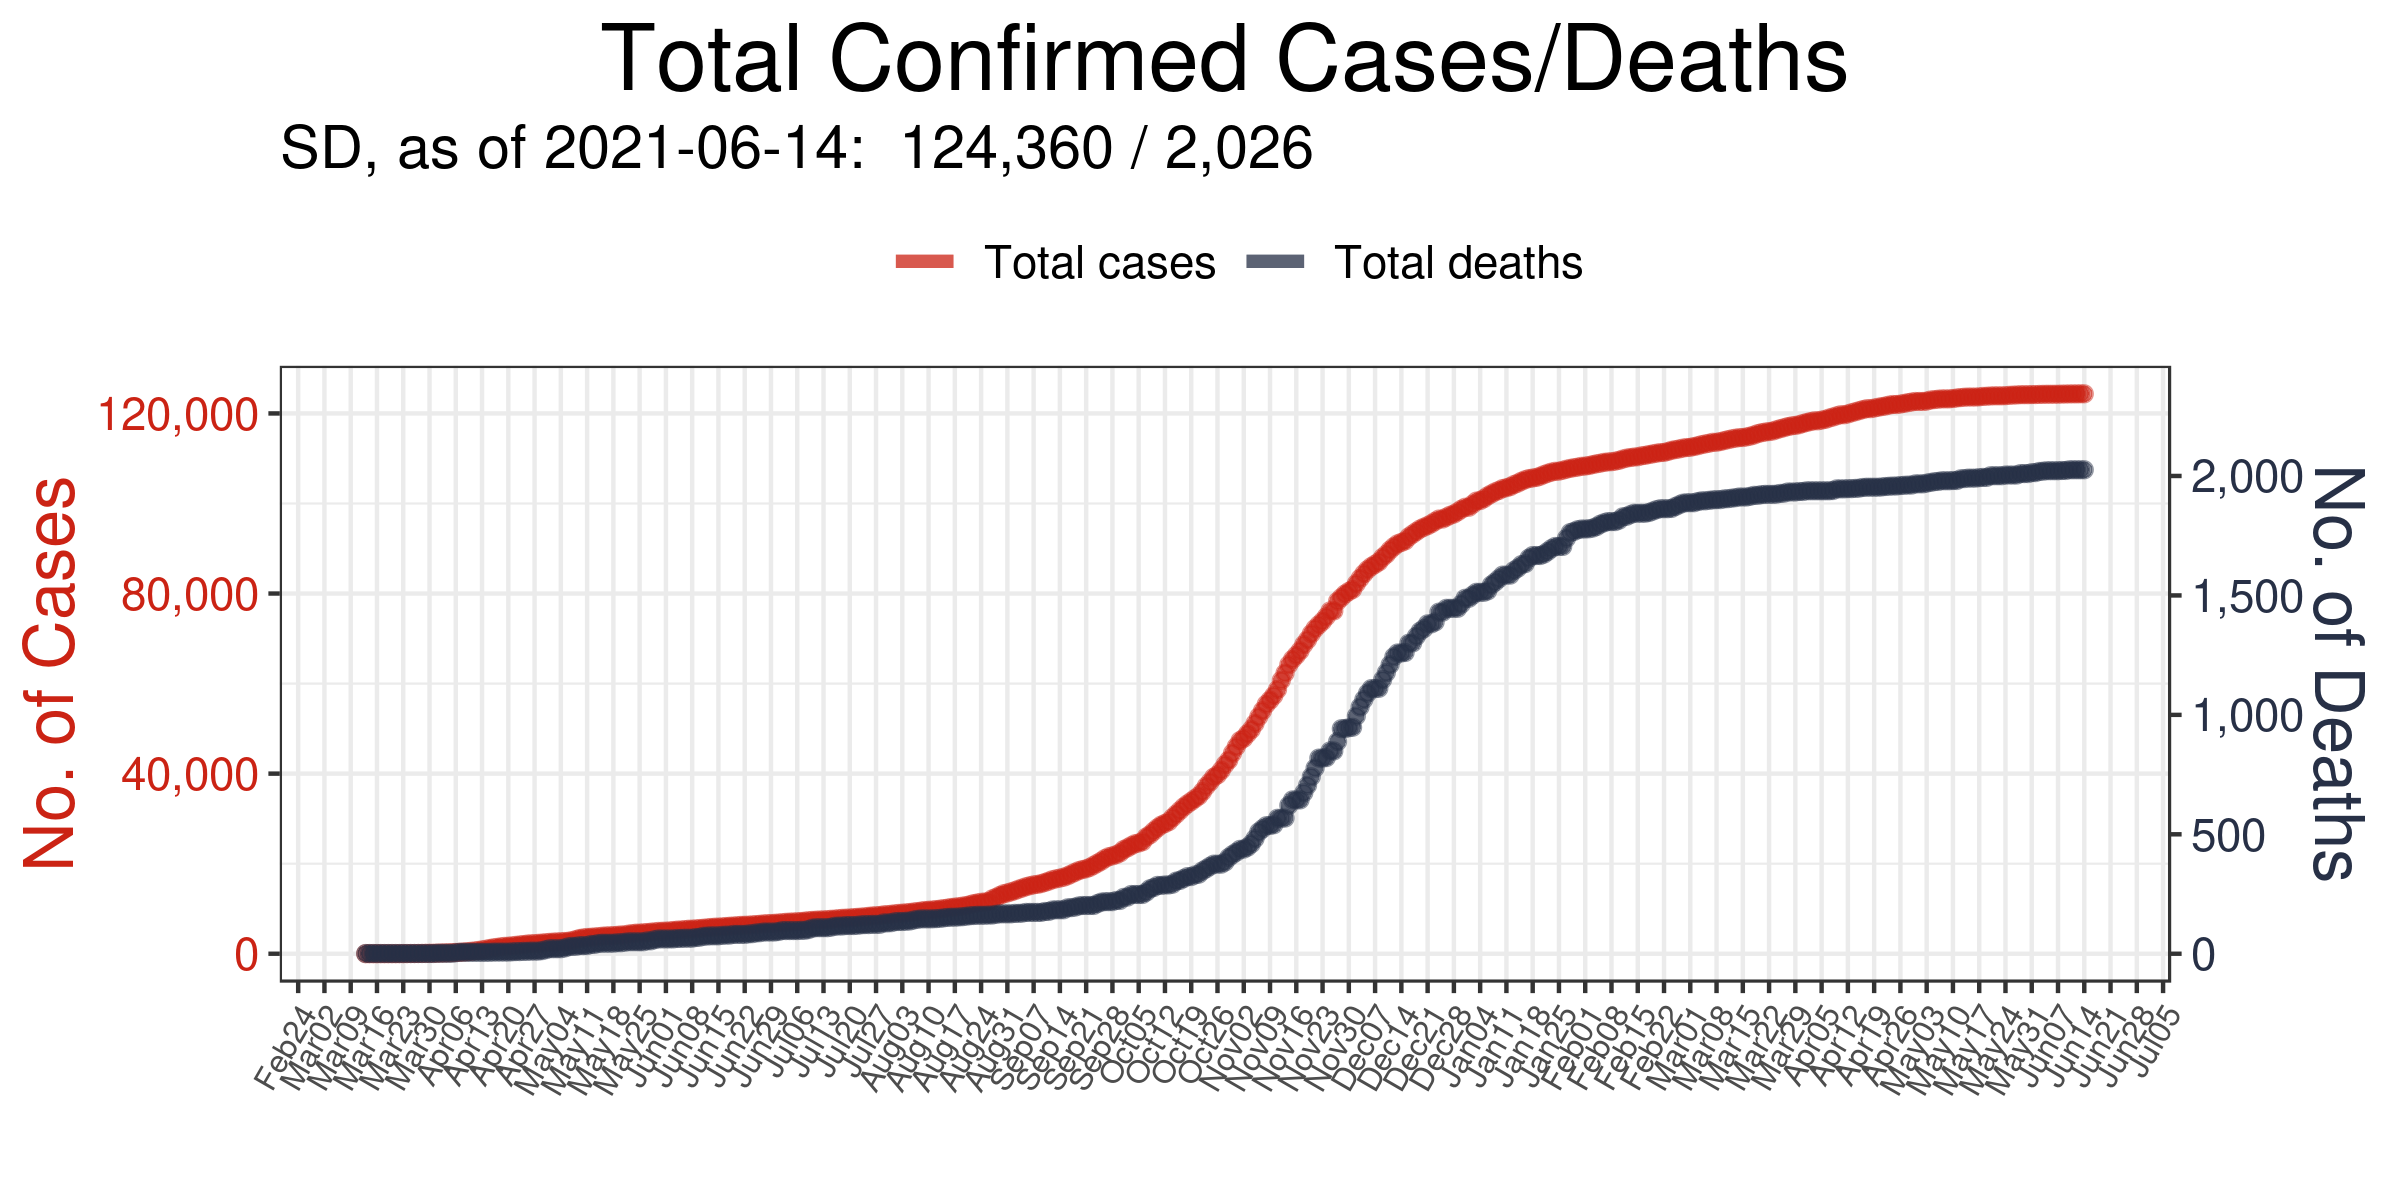 Total Confirmed Cases/Deaths
SD, as of 2021-06-14:  124,360 / 2,026
Total cases
Total deaths
No. of Cases
120,000
80,000
40,000
0
2,000
1,500
1,000
500
0
No. of Deaths
Feb24
Mar02
Mar09
Mar16
Mar23
Mar30
Apr06
Apr13
Apr20
Apr27
May04
May11
May18
May25
Jun01
Jun08
Jun15
Jun22
Jun29
Jul06
Jul13
Jul20
Jul27
Aug03
Aug10
Aug17
Aug24
Aug31
Sep07
Sep14
Sep21
Sep28
Oct05
Oct12
Oct19
Oct26
Nov02
Nov09
Nov16
Nov23
Nov30
Dec07
Dec14
Dec21
Dec28
Jan04
Jan11
Jan18
Jan25
Feb01
Feb08
Feb15
Feb22
Mar01
Mar08
Mar15
Mar22
Mar29
Apr05
Apr12
Apr19
Apr26
May03
May10
May17
May24
May31
Jun07
Jun14
Jun21
Jun28
Jul05